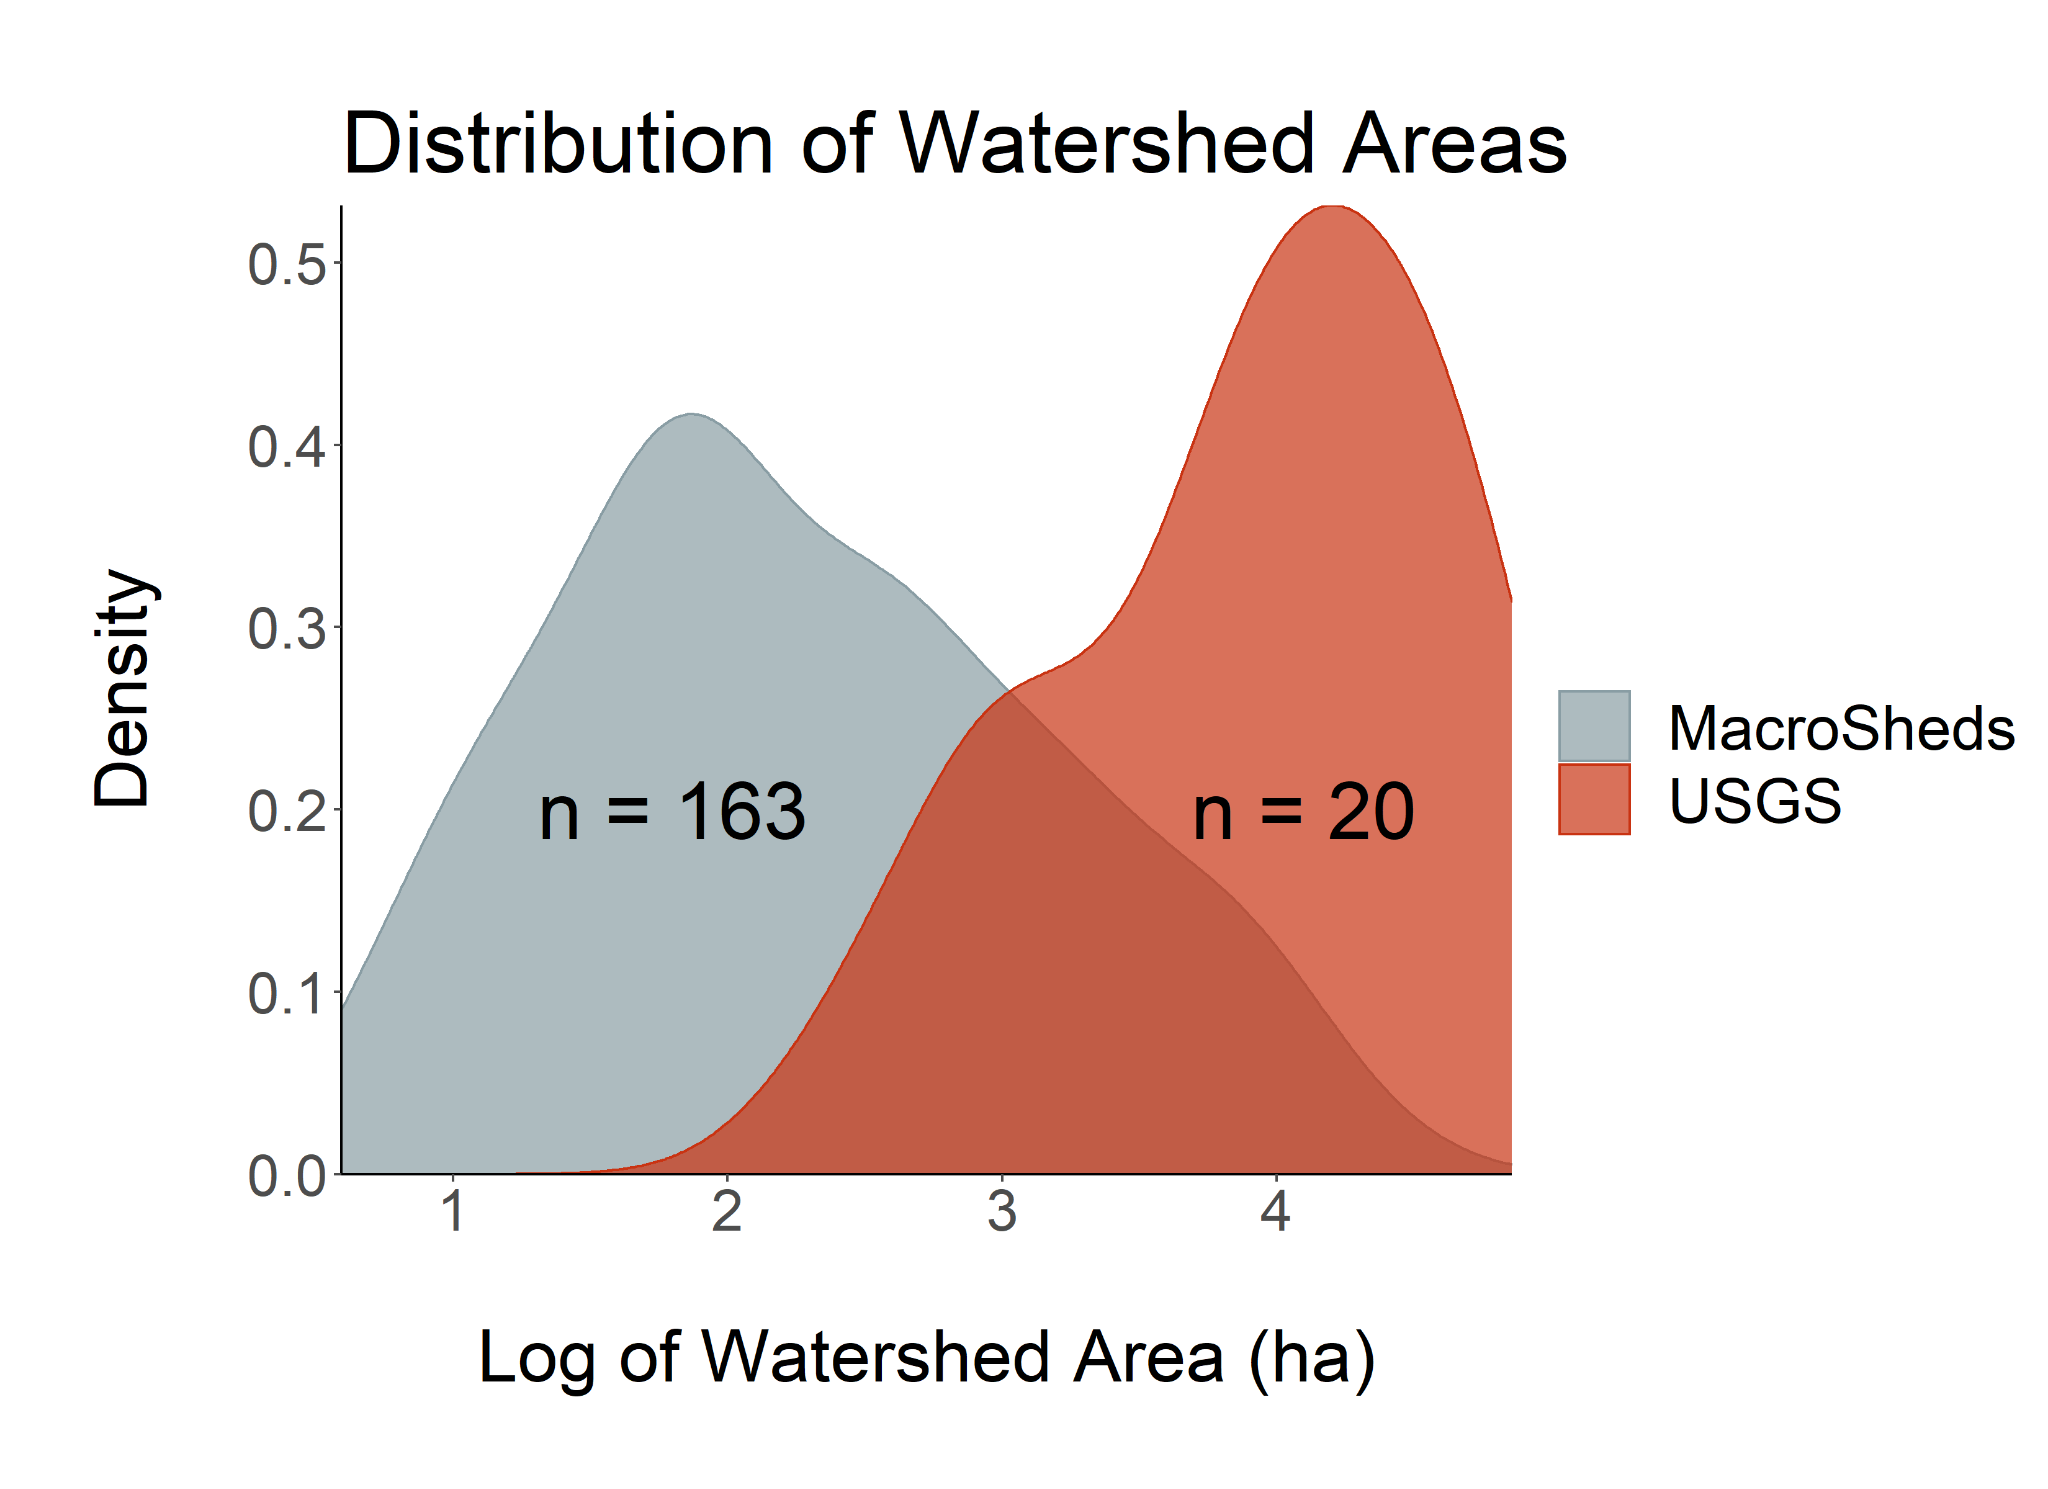 Distribution of Watershed Areas
Density
0.5
0.4
0.3
0.2
0.1
0.0
n = 163
n = 20
1 2 3 4
Log of Watershed Area (ha)
MacroSheds
USGS